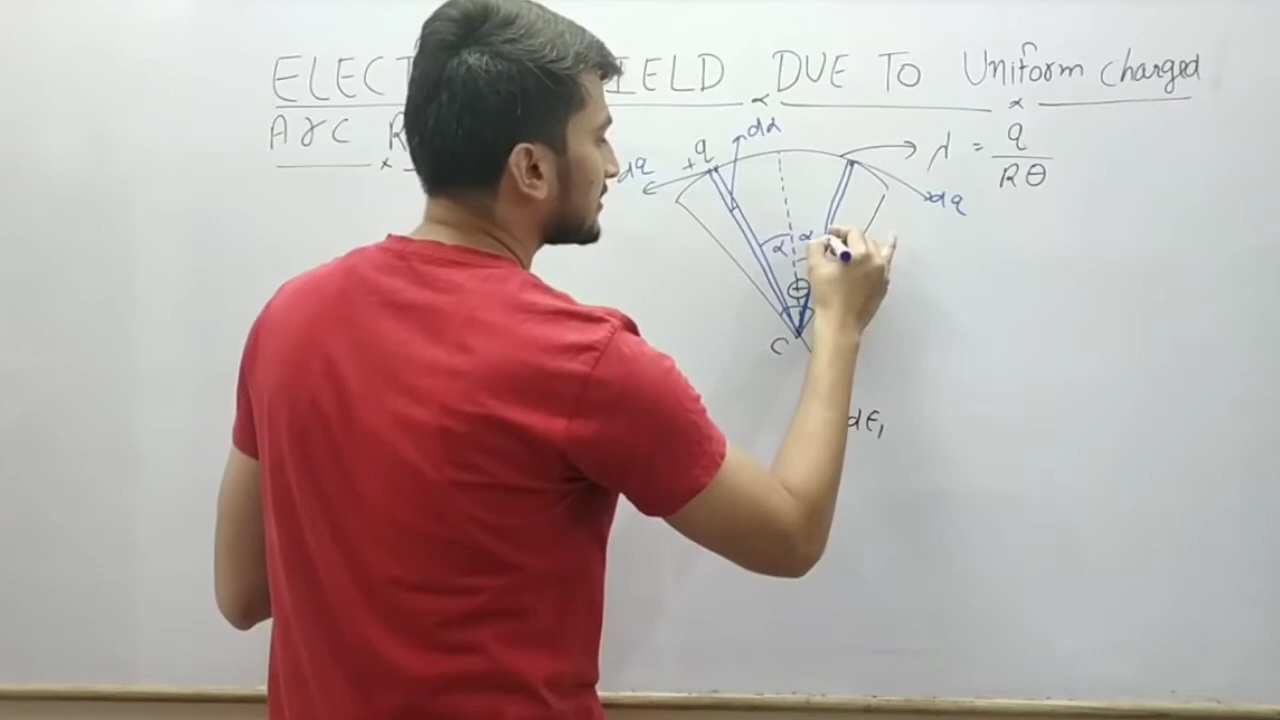 ELECT IELD DUE TO Uniform charged
Arc R
+q dα λ = q / Rθ
dq dq
α α
θ
C
dE₁